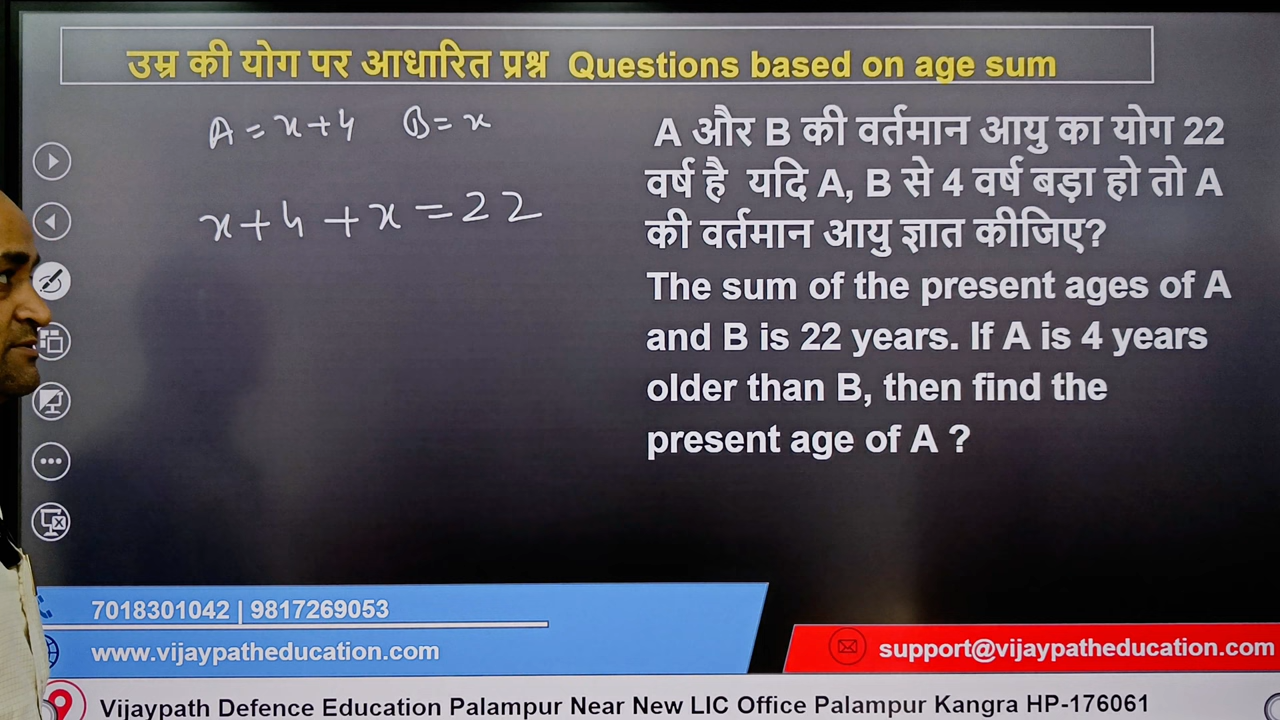 उम्र की योग पर आधारित प्रश्न Questions based on age sum
A = x+4 B = x
x+4 + x = 22
A और B की वर्तमान आयु का योग 22
वर्ष है यदि A, B से 4 वर्ष बड़ा हो तो A
की वर्तमान आयु ज्ञात कीजिए?
The sum of the present ages of A
and B is 22 years. If A is 4 years
older than B, then find the
present age of A ?
7018301042 | 9817269053
www.vijaypatheducation.com
support@vijaypatheducation.com
Vijaypath Defence Education Palampur Near New LIC Office Palampur Kangra HP-176061